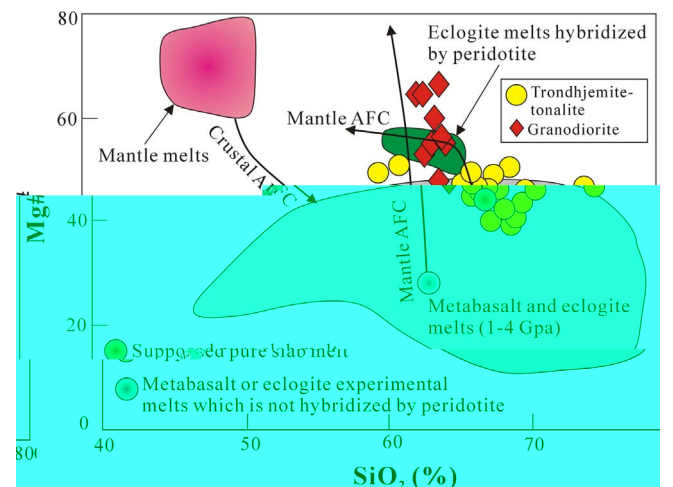 80
Eclogite melts hybridized
by peridotite
Trondhjemite-
tonalite
Granodiorite
60
Mantle AFC
Mantle melts
Crustal AFC
Mg#
40
Mantle AFC
Metabasalt and eclogite
melts (1-4 Gpa)
20
Metabasalt or eclogite experimental
melts which is not hybridized by peridotite
0
40
50
60
70
SiO₂ (%)